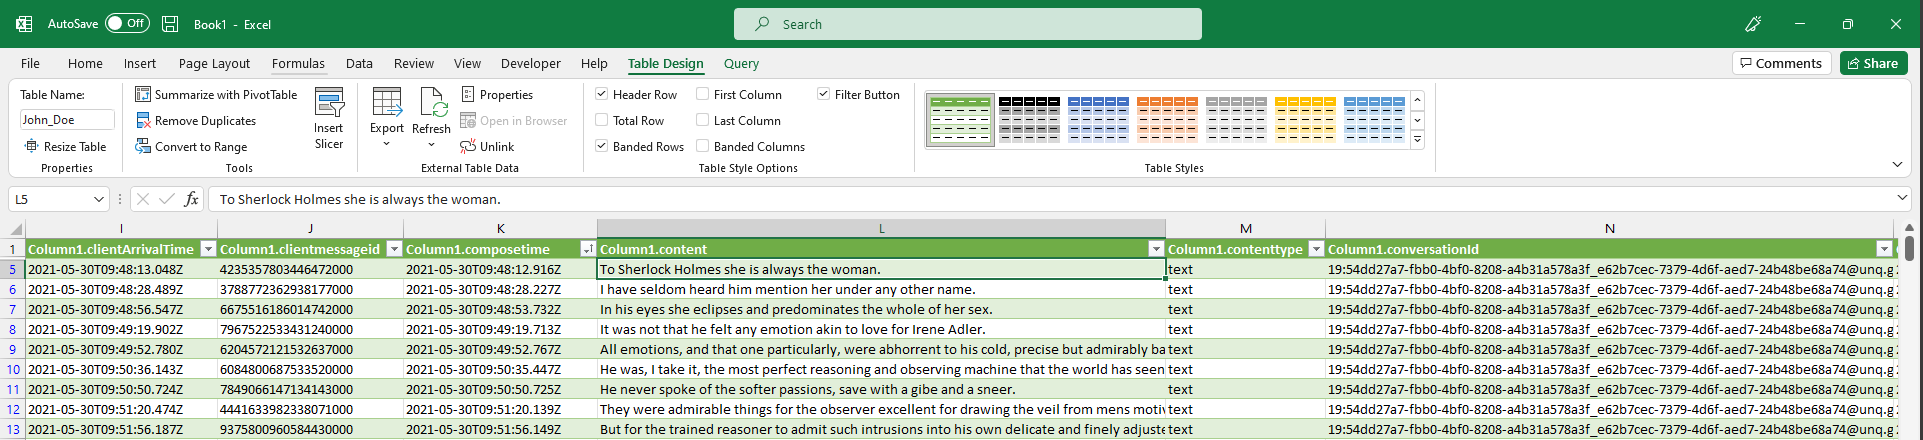 AutoSave Off Book1 - Excel Search
File Home Insert Page Layout Formulas Data Review View Developer Help Table Design Query Comments Share
Table Name:
John_Doe
Resize Table
Properties
Summarize with PivotTable
Remove Duplicates
Convert to Range
Tools
Insert
Slicer
Export
Refresh
Properties
Open in Browser
Unlink
External Table Data
Header Row First Column Filter Button
Total Row Last Column
Banded Rows Banded Columns
Table Style Options
Table Styles
L5 fx To Sherlock Holmes she is always the woman.
I J K L M N
1 Column1.clientArrivalTime Column1.clientmessageid Column1.composetime Column1.content Column1.contenttype Column1.conversationId
5 2021-05-30T09:48:13.048Z 4235357803446472000 2021-05-30T09:48:12.916Z To Sherlock Holmes she is always the woman. text 19:54dd27a7-fbb0-4bf0-8208-a4b31a578a3f_e62b7cec-7379-4d6f-aed7-24b48be68a74@unq.g
6 2021-05-30T09:48:28.489Z 3788772362938177000 2021-05-30T09:48:28.227Z I have seldom heard him mention her under any other name. text 19:54dd27a7-fbb0-4bf0-8208-a4b31a578a3f_e62b7cec-7379-4d6f-aed7-24b48be68a74@unq.g
7 2021-05-30T09:48:56.547Z 6675516186014742000 2021-05-30T09:48:53.732Z In his eyes she eclipses and predominates the whole of her sex. text 19:54dd27a7-fbb0-4bf0-8208-a4b31a578a3f_e62b7cec-7379-4d6f-aed7-24b48be68a74@unq.g
8 2021-05-30T09:49:19.902Z 7967522533431240000 2021-05-30T09:49:19.713Z It was not that he felt any emotion akin to love for Irene Adler. text 19:54dd27a7-fbb0-4bf0-8208-a4b31a578a3f_e62b7cec-7379-4d6f-aed7-24b48be68a74@unq.g
9 2021-05-30T09:49:52.780Z 6204572121532637000 2021-05-30T09:49:52.767Z All emotions, and that one particularly, were abhorrent to his cold, precise but admirably ba text 19:54dd27a7-fbb0-4bf0-8208-a4b31a578a3f_e62b7cec-7379-4d6f-aed7-24b48be68a74@unq.g
10 2021-05-30T09:50:36.143Z 6084800687533520000 2021-05-30T09:50:35.447Z He was, I take it, the most perfect reasoning and observing machine that the world has seen text 19:54dd27a7-fbb0-4bf0-8208-a4b31a578a3f_e62b7cec-7379-4d6f-aed7-24b48be68a74@unq.g
11 2021-05-30T09:50:50.724Z 7849066147134143000 2021-05-30T09:50:50.725Z He never spoke of the softer passions, save with a gibe and a sneer. text 19:54dd27a7-fbb0-4bf0-8208-a4b31a578a3f_e62b7cec-7379-4d6f-aed7-24b48be68a74@unq.g
12 2021-05-30T09:51:20.474Z 4441633982338071000 2021-05-30T09:51:20.139Z They were admirable things for the observer excellent for drawing the veil from mens motiv text 19:54dd27a7-fbb0-4bf0-8208-a4b31a578a3f_e62b7cec-7379-4d6f-aed7-24b48be68a74@unq.g
13 2021-05-30T09:51:56.187Z 9375800960584430000 2021-05-30T09:51:56.149Z But for the trained reasoner to admit such intrusions into his own delicate and finely adjuste text 19:54dd27a7-fbb0-4bf0-8208-a4b31a578a3f_e62b7cec-7379-4d6f-aed7-24b48be68a74@unq.g